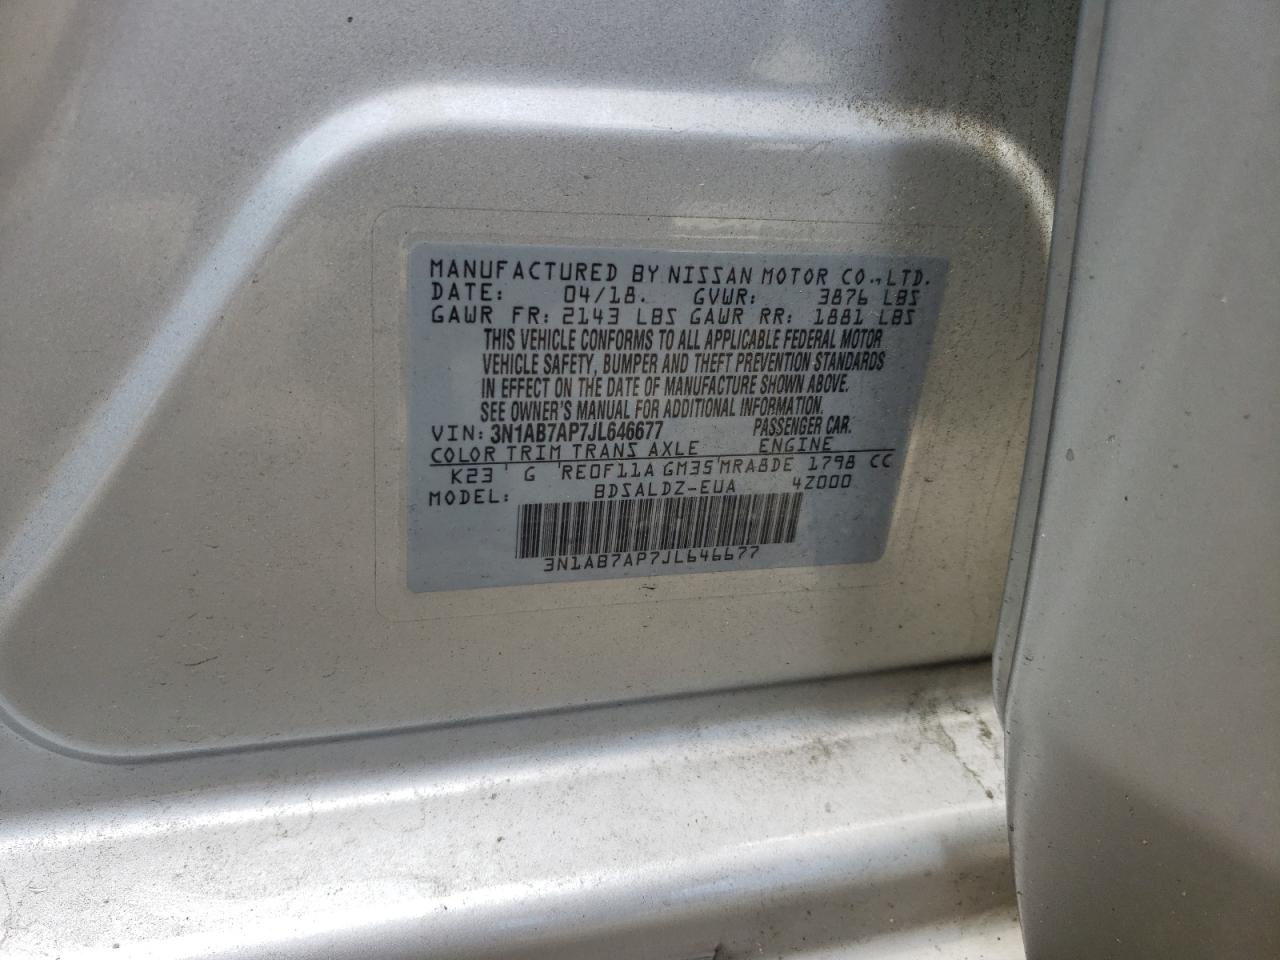 MANUFACTURED BY NISSAN MOTOR CO., LTD.
DATE: 04/18. GVWR: 3876 LBS
GAWR FR: 2143 LBS GAWR RR: 1881 LBS
THIS VEHICLE CONFORMS TO ALL APPLICABLE FEDERAL MOTOR
VEHICLE SAFETY, BUMPER AND THEFT PREVENTION STANDARDS
IN EFFECT ON THE DATE OF MANUFACTURE SHOWN ABOVE.
SEE OWNER'S MANUAL FOR ADDITIONAL INFORMATION.
VIN: 3N1AB7AP7JL646677 PASSENGER CAR.
COLOR TRIM TRANS AXLE ENGINE
K23 ' G 'RE0F11A GM35'MRA8DE 1798 CC
MODEL: BDSALDZ-EUA 4Z000
3N1AB7AP7JL646677